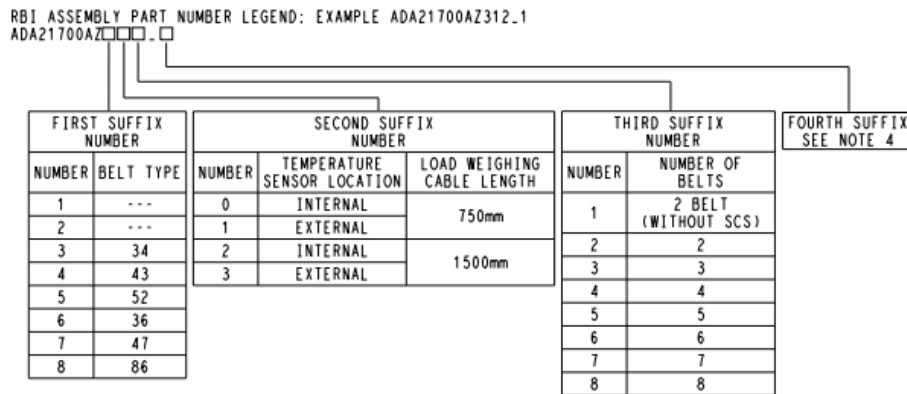 RBI ASSEMBLY PART NUMBER LEGEND: EXAMPLE ADA21700AZ312_1
ADA21700AZ□□□_□
FIRST SUFFIX
NUMBER
NUMBER BELT TYPE
1 ---
2 ---
3 34
4 43
5 52
6 36
7 47
8 86
SECOND SUFFIX
NUMBER
NUMBER TEMPERATURE SENSOR LOCATION LOAD WEIGHING CABLE LENGTH
0 INTERNAL 750mm
1 EXTERNAL
2 INTERNAL 1500mm
3 EXTERNAL
THIRD SUFFIX
NUMBER
NUMBER NUMBER OF BELTS
1 2 BELT (WITHOUT SCS)
2 2
3 3
4 4
5 5
6 6
7 7
8 8
FOURTH SUFFIX
SEE NOTE 4